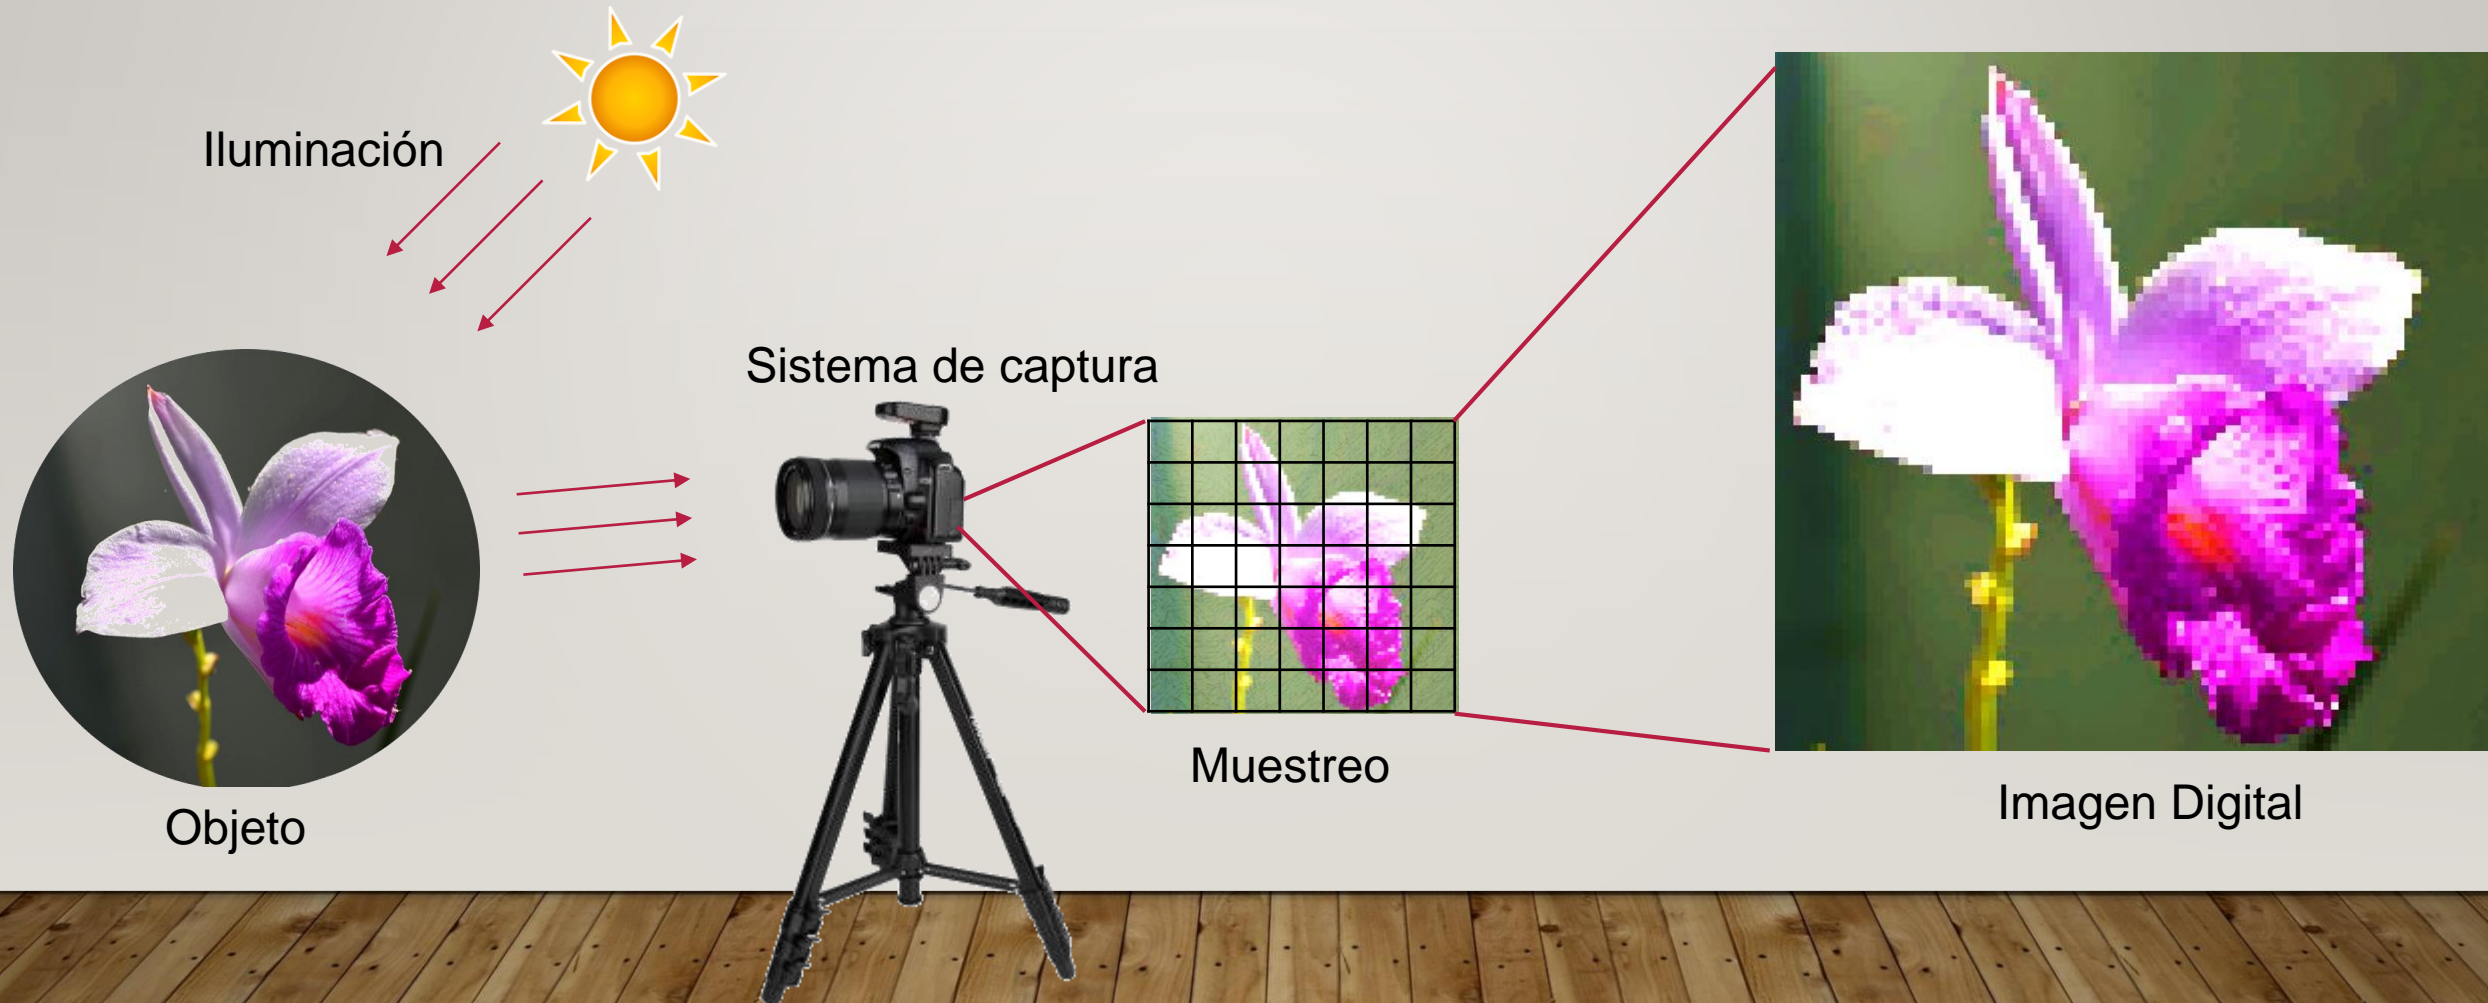 Iluminación
Sistema de captura
Muestreo
Imagen Digital
Objeto